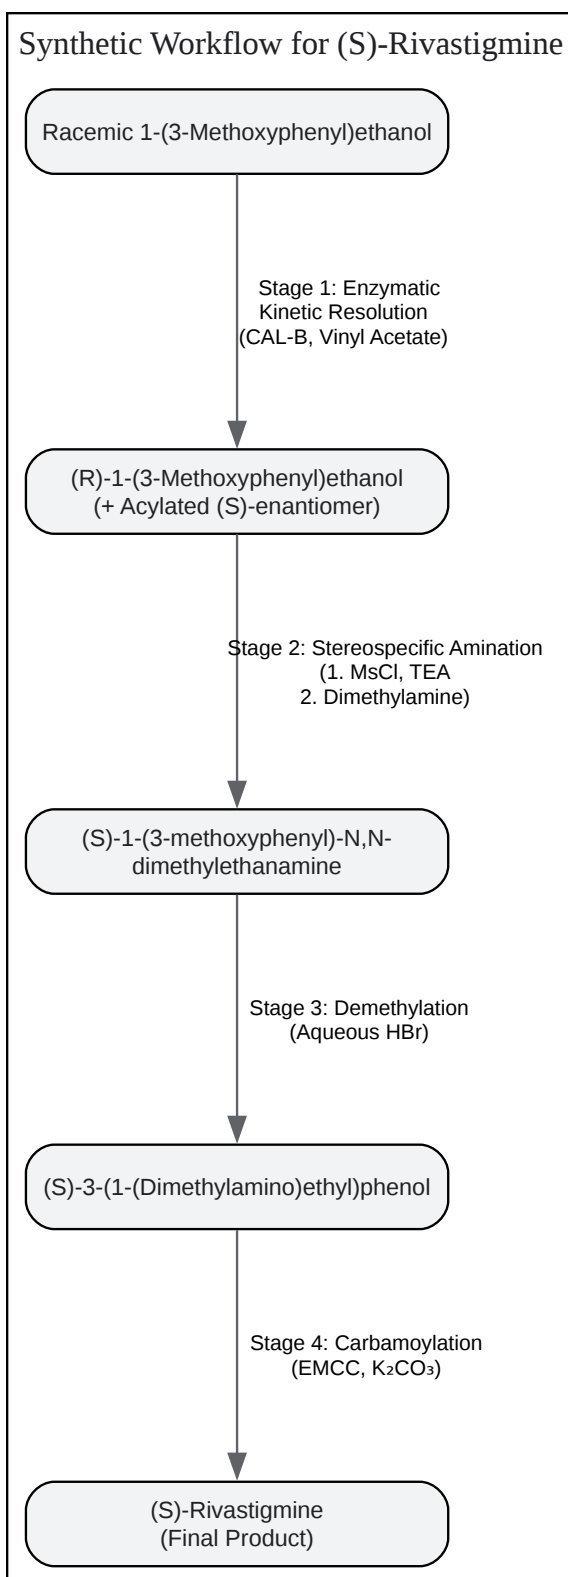 Synthetic Workflow for (S)-Rivastigmine
Racemic 1-(3-Methoxyphenyl)ethanol
Stage 1: Enzymatic
Kinetic Resolution
(CAL-B, Vinyl Acetate)
(R)-1-(3-Methoxyphenyl)ethanol
(+ Acylated (S)-enantiomer)
Stage 2: Stereospecific Amination
(1. MsCl, TEA
2. Dimethylamine)
(S)-1-(3-methoxyphenyl)-N,N-
dimethylethanamine
Stage 3: Demethylation
(Aqueous HBr)
(S)-3-(1-(Dimethylamino)ethyl)phenol
Stage 4: Carbamoylation
(EMCC, K₂CO₃)
(S)-Rivastigmine
(Final Product)